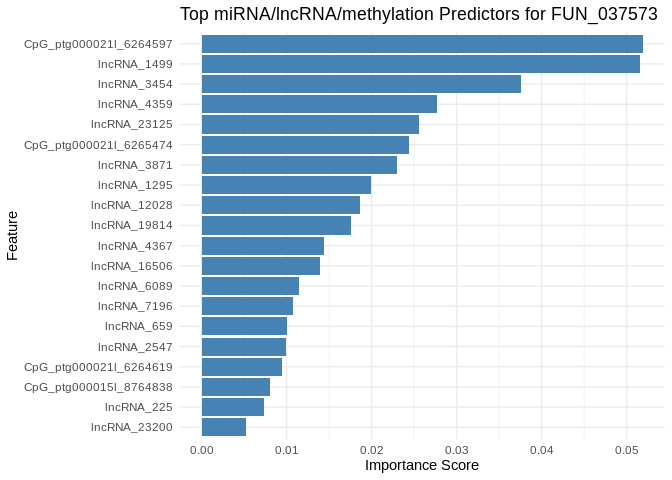 Top miRNA/lncRNA/methylation Predictors for FUN_037573
Feature
CpG_ptg000021l_6264597
lncRNA_1499
lncRNA_3454
lncRNA_4359
lncRNA_23125
CpG_ptg000021l_6265474
lncRNA_3871
lncRNA_1295
lncRNA_12028
lncRNA_19814
lncRNA_4367
lncRNA_16506
lncRNA_6089
lncRNA_7196
lncRNA_659
lncRNA_2547
CpG_ptg000021l_6264619
CpG_ptg000015l_8764838
lncRNA_225
lncRNA_23200
0.00 0.01 0.02 0.03 0.04 0.05
Importance Score